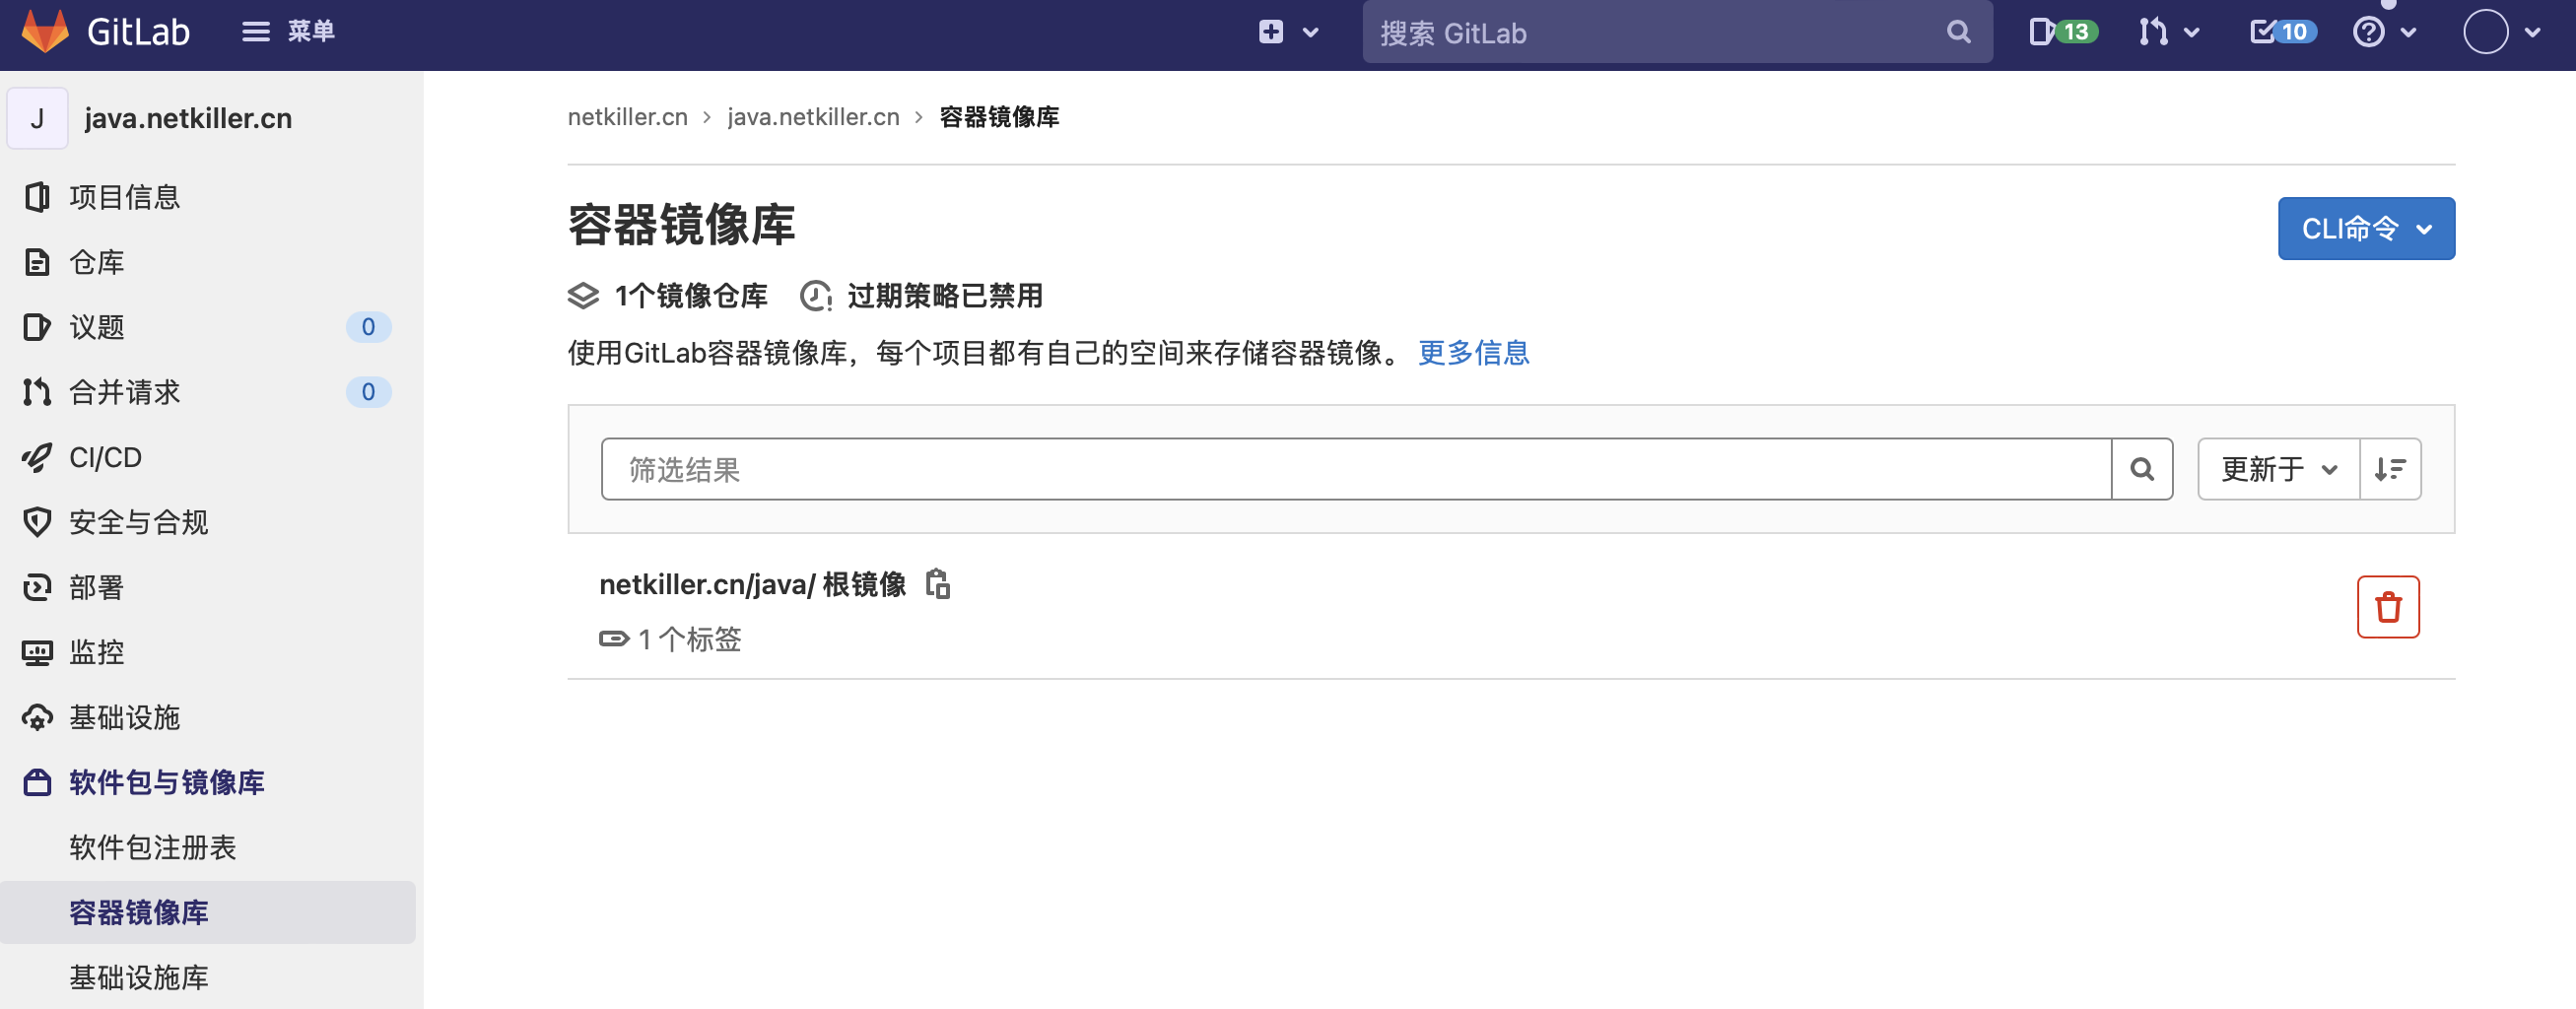 GitLab 菜单 搜索 GitLab 13 10
J java.netkiller.cn
项目信息
仓库
议题 0
合并请求 0
CI/CD
安全与合规
部署
监控
基础设施
软件包与镜像库
软件包注册表
容器镜像库
基础设施库
netkiller.cn › java.netkiller.cn › 容器镜像库
容器镜像库
CLI命令
1个镜像仓库 过期策略已禁用
使用GitLab容器镜像库，每个项目都有自己的空间来存储容器镜像。 更多信息
筛选结果 更新于
netkiller.cn/java/ 根镜像
1 个标签